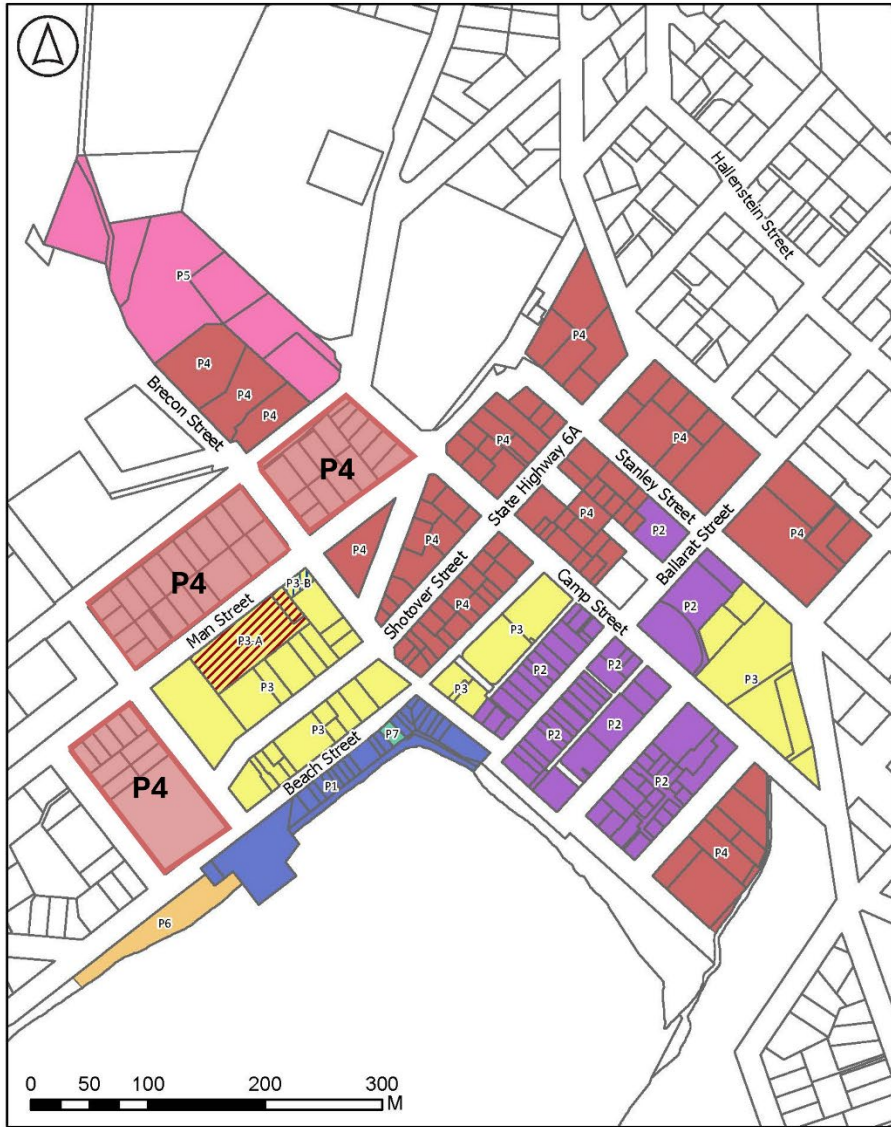 Hallenstein Street
P5
P4
P4
P4
P4
Brecon Street
P4
P4
State Highway 6A
P4
Stanley Street
P4
P2
P4
Ballarat Street
P4
P4
P4
Shotover Street
P4
Camp Street
P2
Man Street
P3-B
P3-A
P3
P3
P3
P2
P2
P3
P3
P2
P2
P7
Beach Street
P1
P2
P4
P4
P6
0 50 100 200 300
M